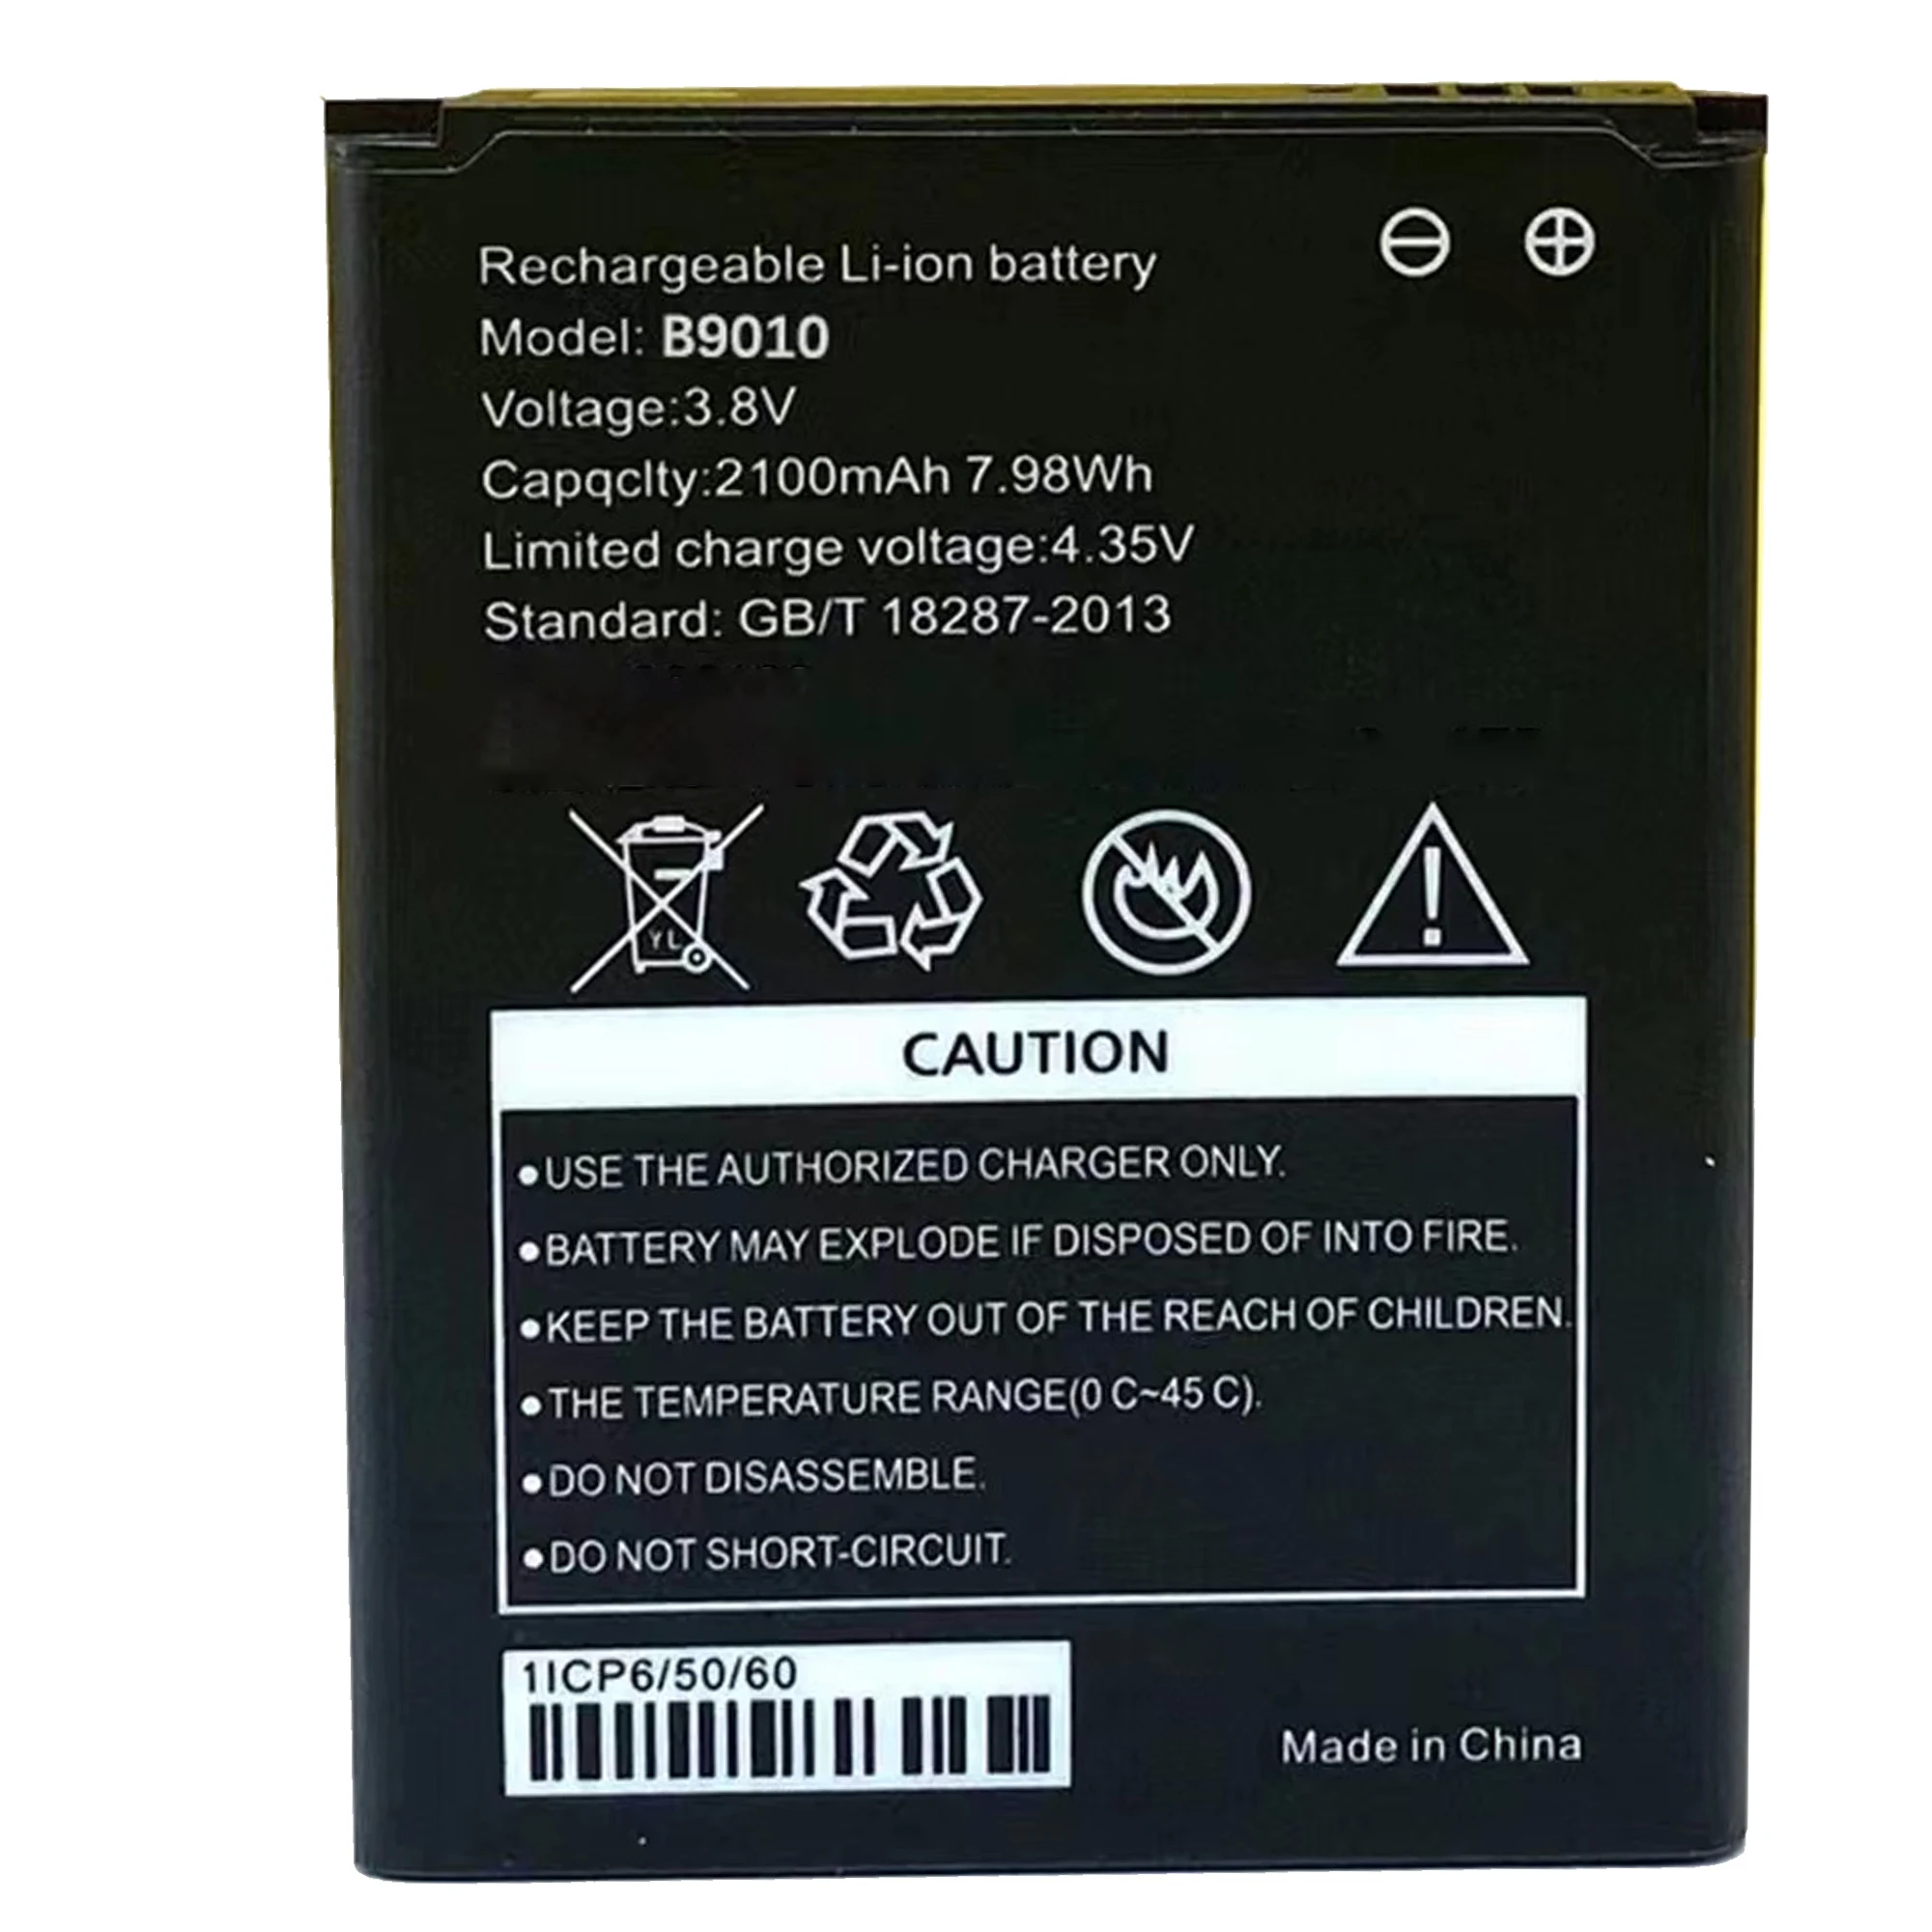 Rechargeable Li-ion battery
Model: B9010
Voltage:3.8V
Capqclty:2100mAh 7.98Wh
Limited charge voltage:4.35V
Standard: GB/T 18287-2013
YL
CAUTION
●USE THE AUTHORIZED CHARGER ONLY.
●BATTERY MAY EXPLODE IF DISPOSED OF INTO FIRE.
●KEEP THE BATTERY OUT OF THE REACH OF CHILDREN.
●THE TEMPERATURE RANGE(0 C~45 C).
●DO NOT DISASSEMBLE.
●DO NOT SHORT-CIRCUIT.
1ICP6/50/60
Made in China